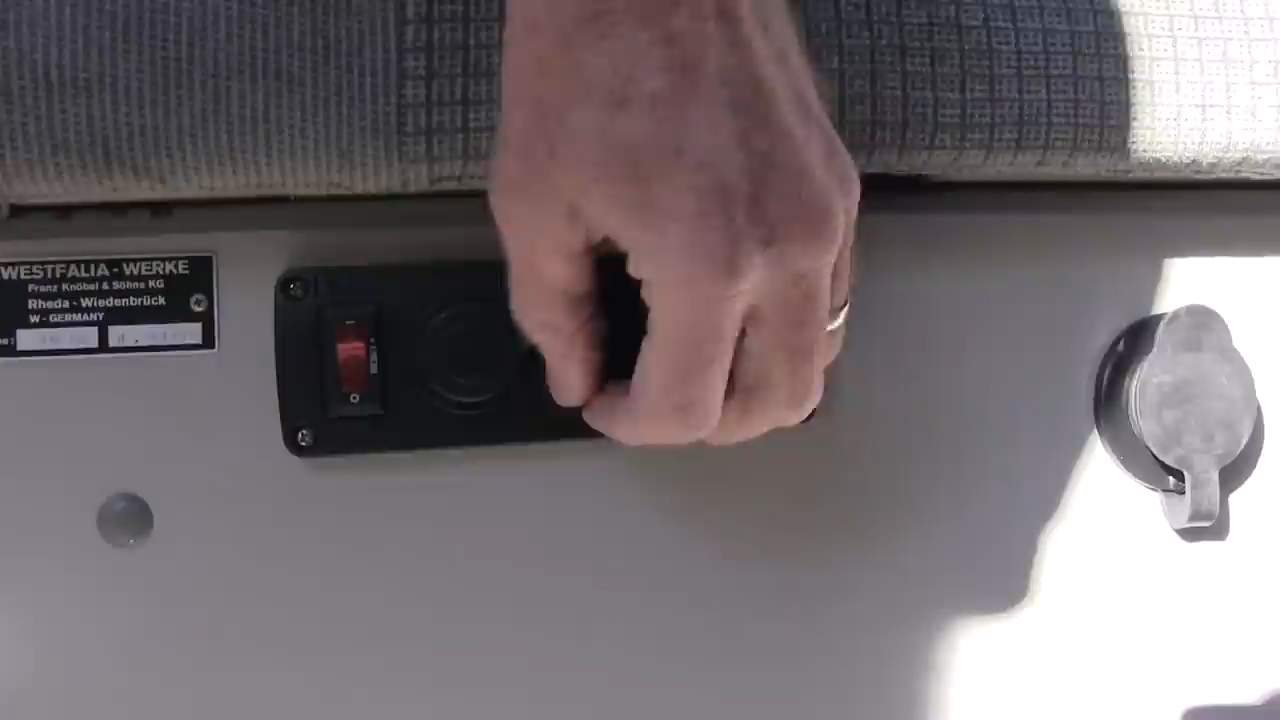 WESTFALIA - WERKE
Franz Knöbel & Söhne KG
Rheda - Wiedenbrück
W - GERMANY